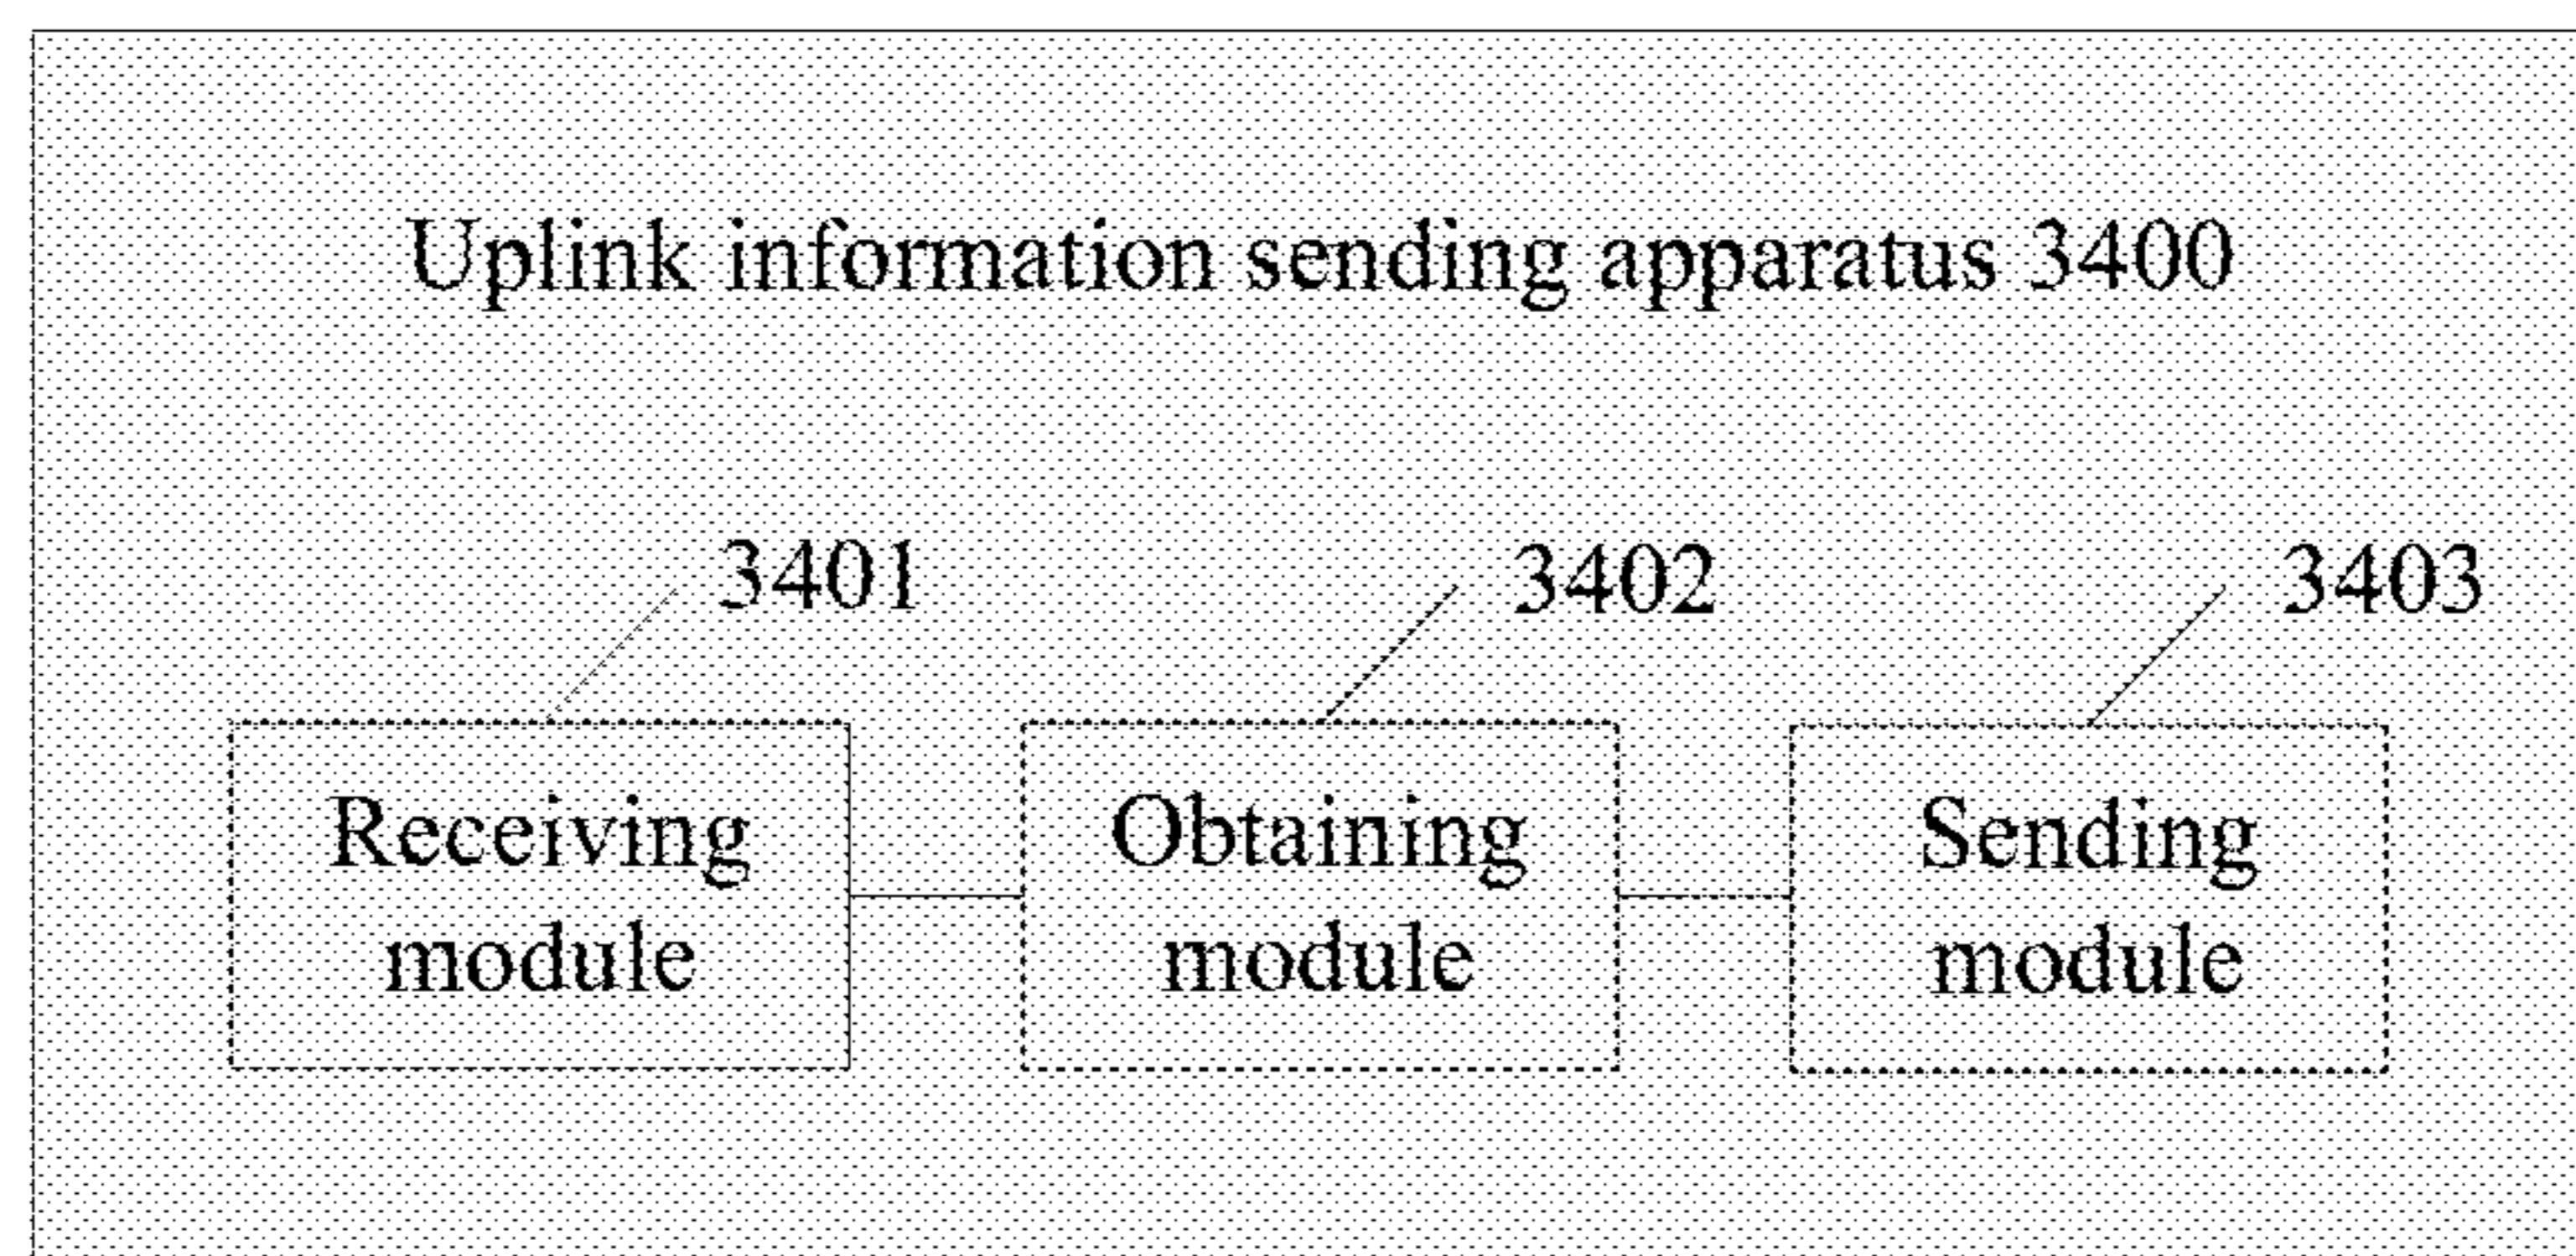 Uplink information sending apparatus 3400
3401
3402
3403
Receiving
module
Obtaining
module
Sending
module